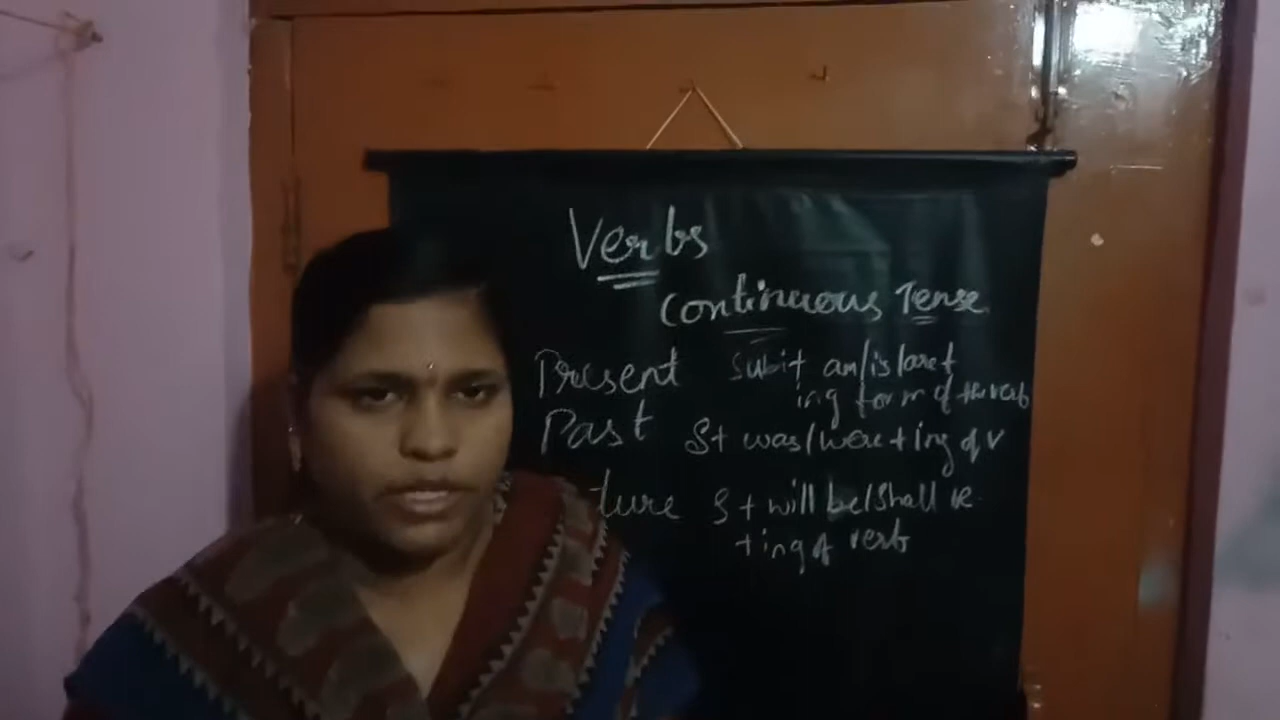 Verbs
Continuous Tense
Present Sub+ am/is/are+
ing form of the verb
Past S+ was/were+ing of v
ture S+will be/shall be
+ing of verb